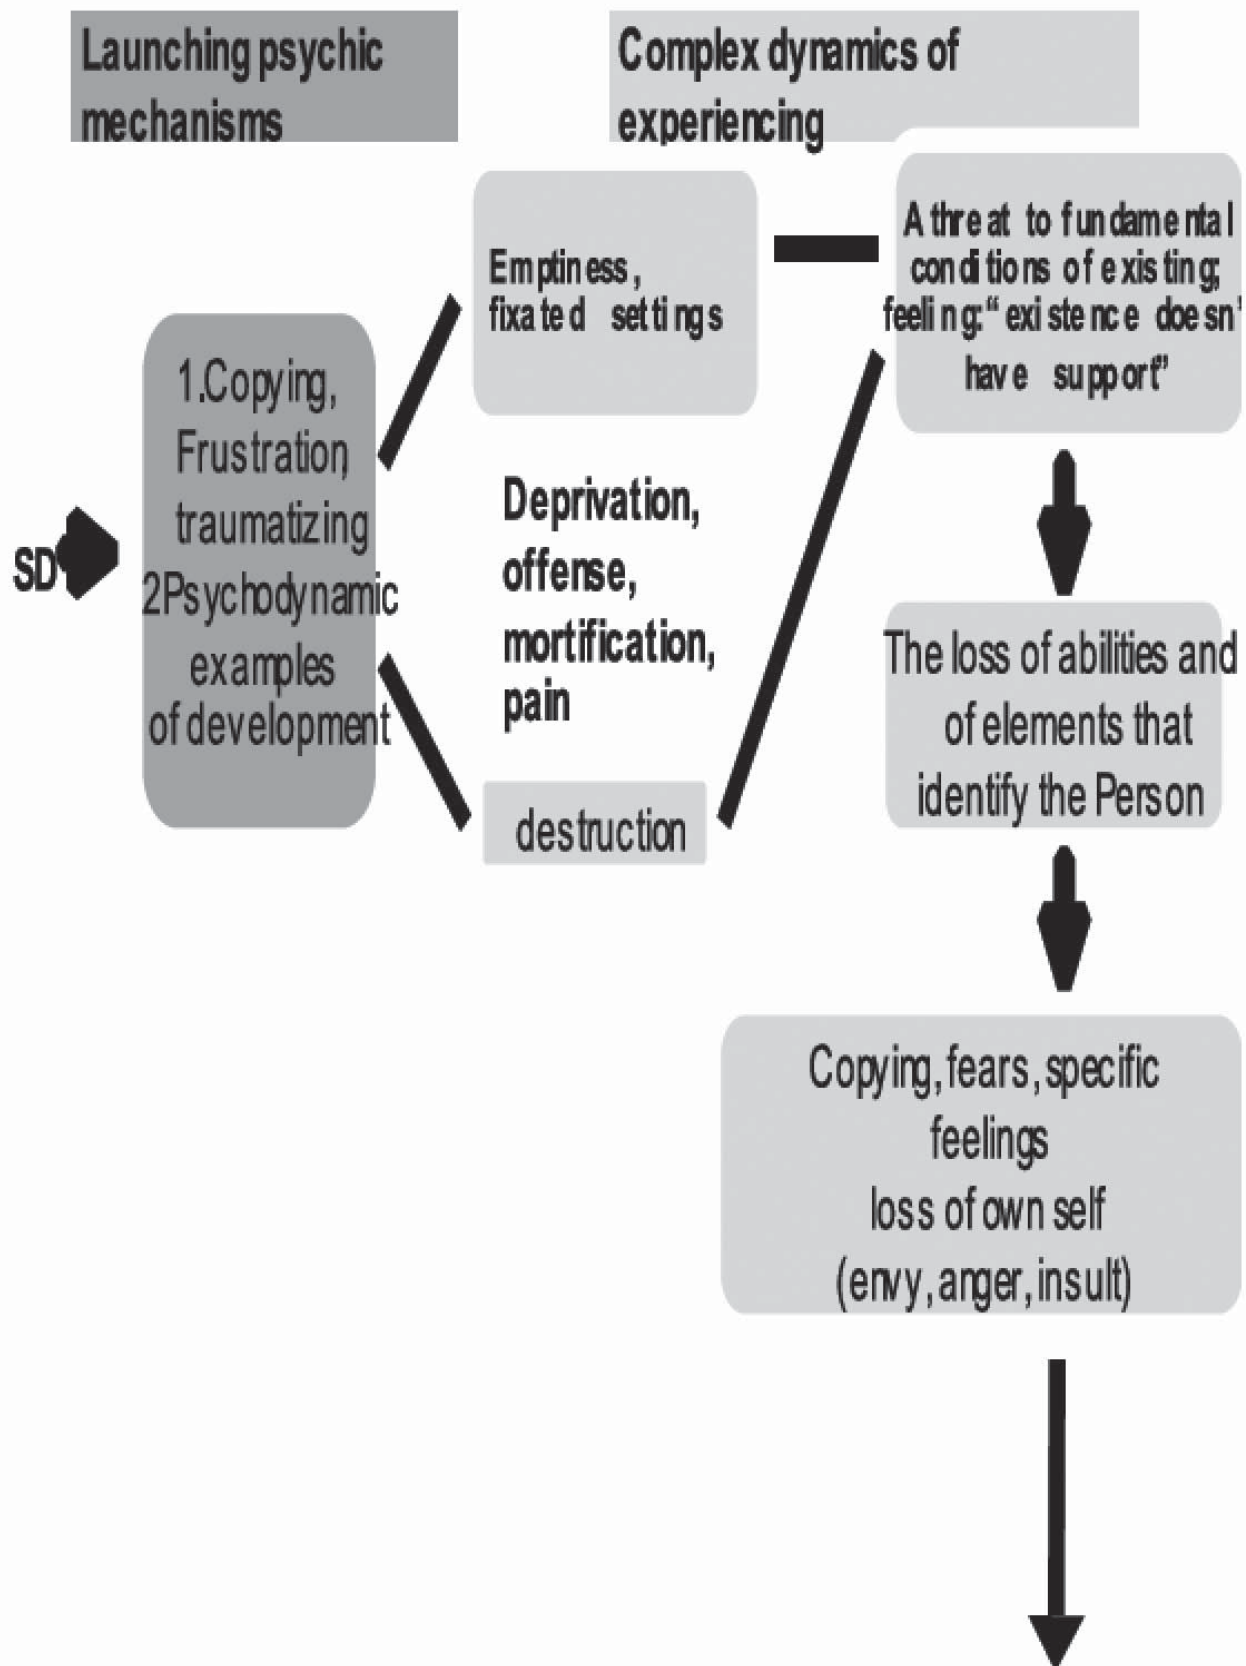 Launching psychic
mechanisms
Complex dynamics of
experiencing
Emptiness,
fixated settings
A threat to fundamental
conditions of existing;
feeling:“existence doesn'
have support”
1.Copying,
Frustration,
traumatizing
2Psychodynamic
examples
of development
SD
Deprivation,
offense,
mortification,
pain
destruction
The loss of abilities and
of elements that
identify the Person
Copying, fears, specific
feelings
loss of own self
(envy, anger, insult)